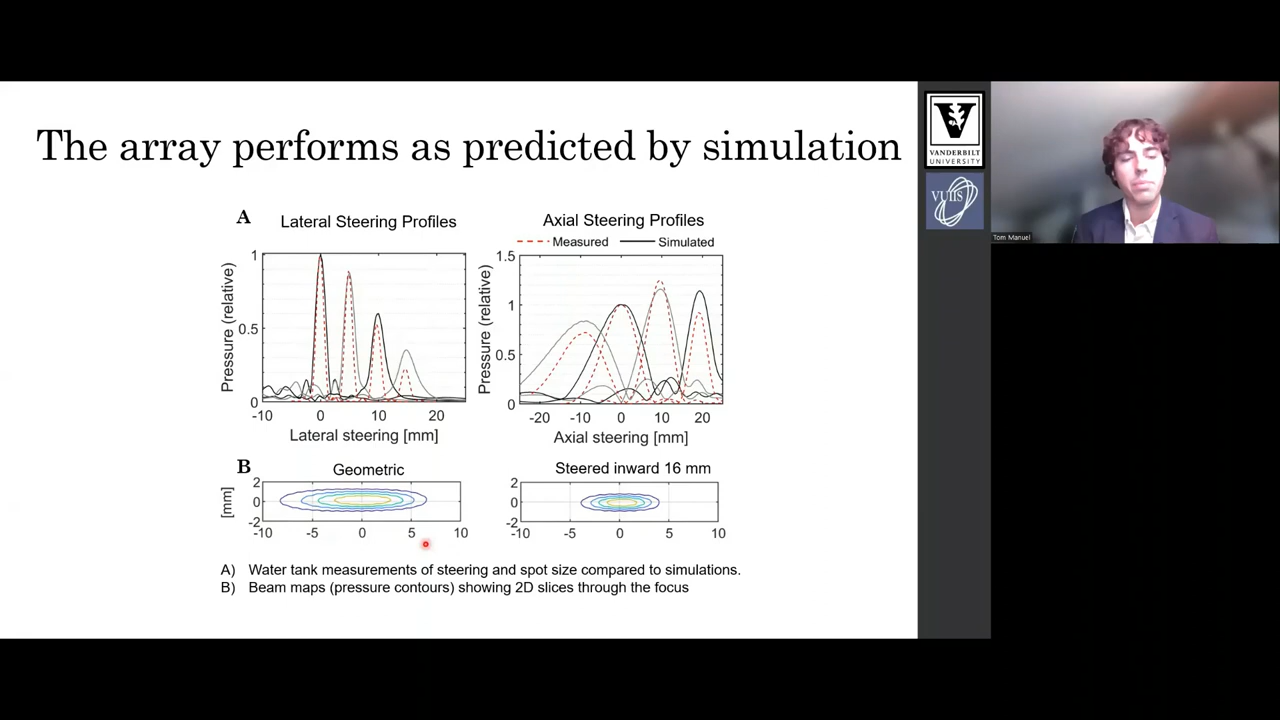 The array performs as predicted by simulation
A
Lateral Steering Profiles
Axial Steering Profiles
Measured
Simulated
Pressure (relative)
1
0.5
0
-10
0
10
20
Lateral steering [mm]
Pressure (relative)
1.5
1
0.5
0
-20
-10
0
10
20
Axial steering [mm]
B
Geometric
Steered inward 16 mm
[mm]
2
0
-2
-10
-5
0
5
10
2
0
-2
-10
-5
0
5
10
A) Water tank measurements of steering and spot size compared to simulations.
B) Beam maps (pressure contours) showing 2D slices through the focus
V
VANDERBILT
UNIVERSITY
VUIIS
Tom Manuel